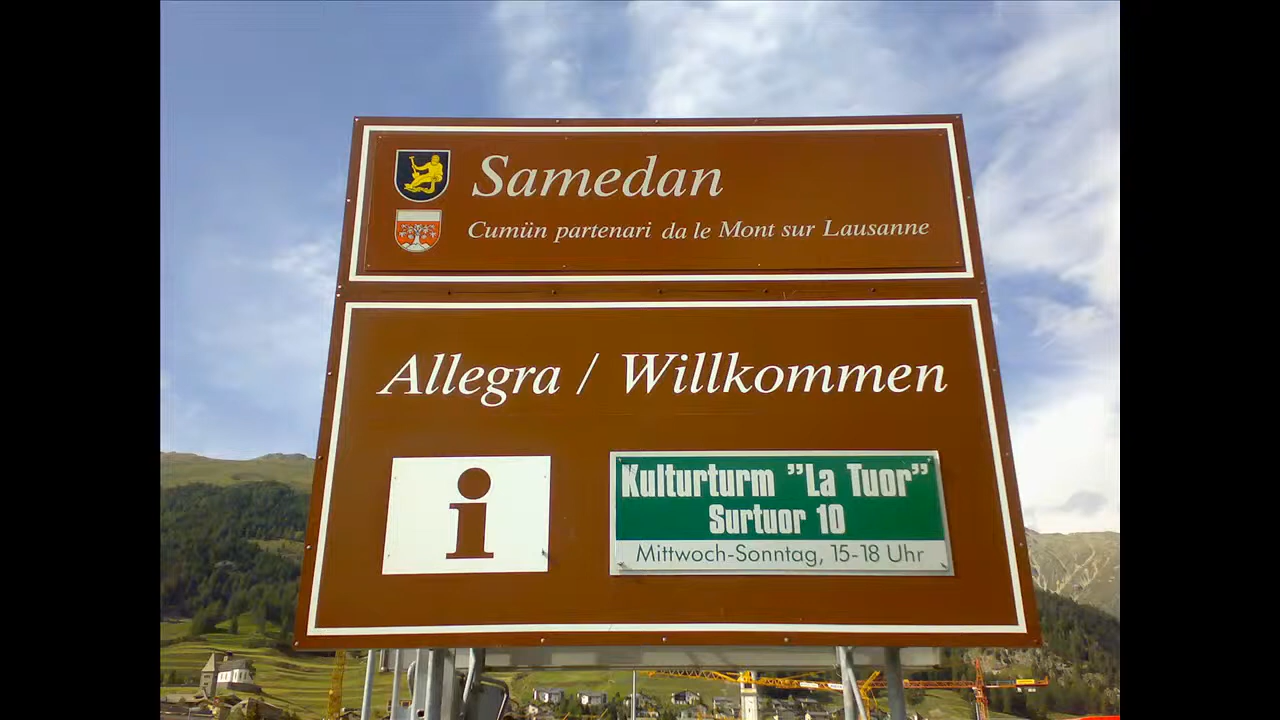 Samedan
Cumün partenari da le Mont sur Lausanne
Allegra / Willkommen
i
Kulturturm "La Tuor"
Surtuor 10
Mittwoch-Sonntag, 15-18 Uhr